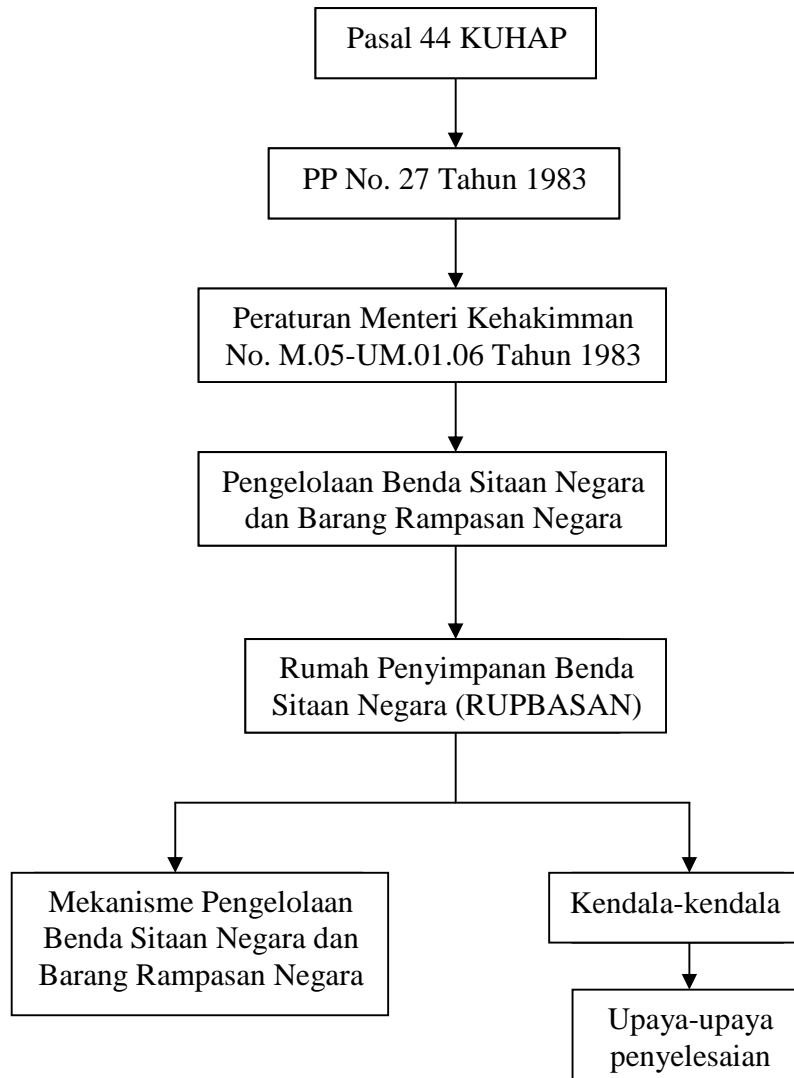 Pasal 44 KUHAP
PP No. 27 Tahun 1983
Peraturan Menteri Kehakimman
No. M.05-UM.01.06 Tahun 1983
Pengelolaan Benda Sitaan Negara
dan Barang Rampasan Negara
Rumah Penyimpanan Benda
Sitaan Negara (RUPBASAN)
Mekanisme Pengelolaan
Benda Sitaan Negara dan
Barang Rampasan Negara
Kendala-kendala
Upaya-upaya
penyelesaian